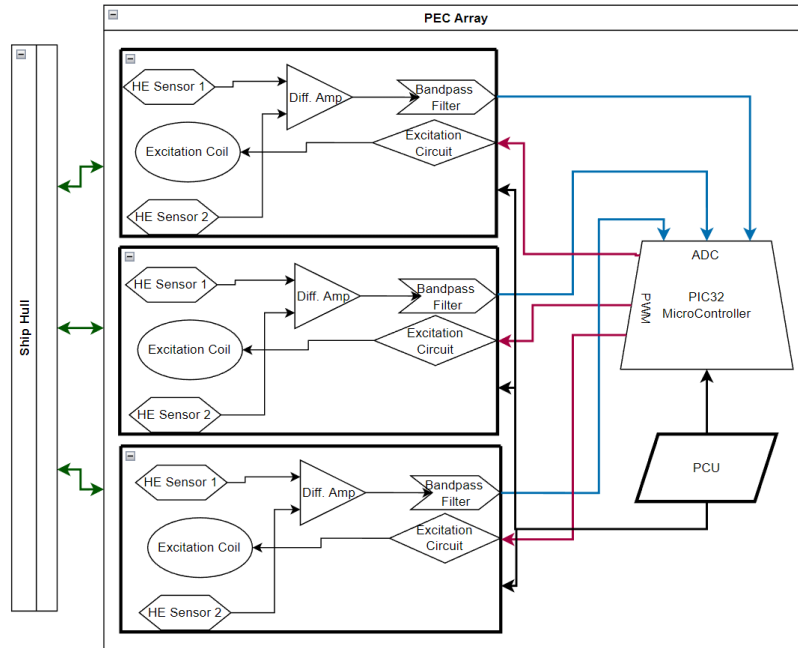 PEC Array
Ship Hull
HE Sensor 1
Diff. Amp
Bandpass
Filter
Excitation Coil
Excitation
Circuit
HE Sensor 2
HE Sensor 1
Diff. Amp
Bandpass
Filter
Excitation Coil
Excitation
Circuit
HE Sensor 2
HE Sensor 1
Diff. Amp
Bandpass
Filter
Excitation Coil
Excitation
Circuit
HE Sensor 2
ADC
PWM
PIC32
MicroController
PCU